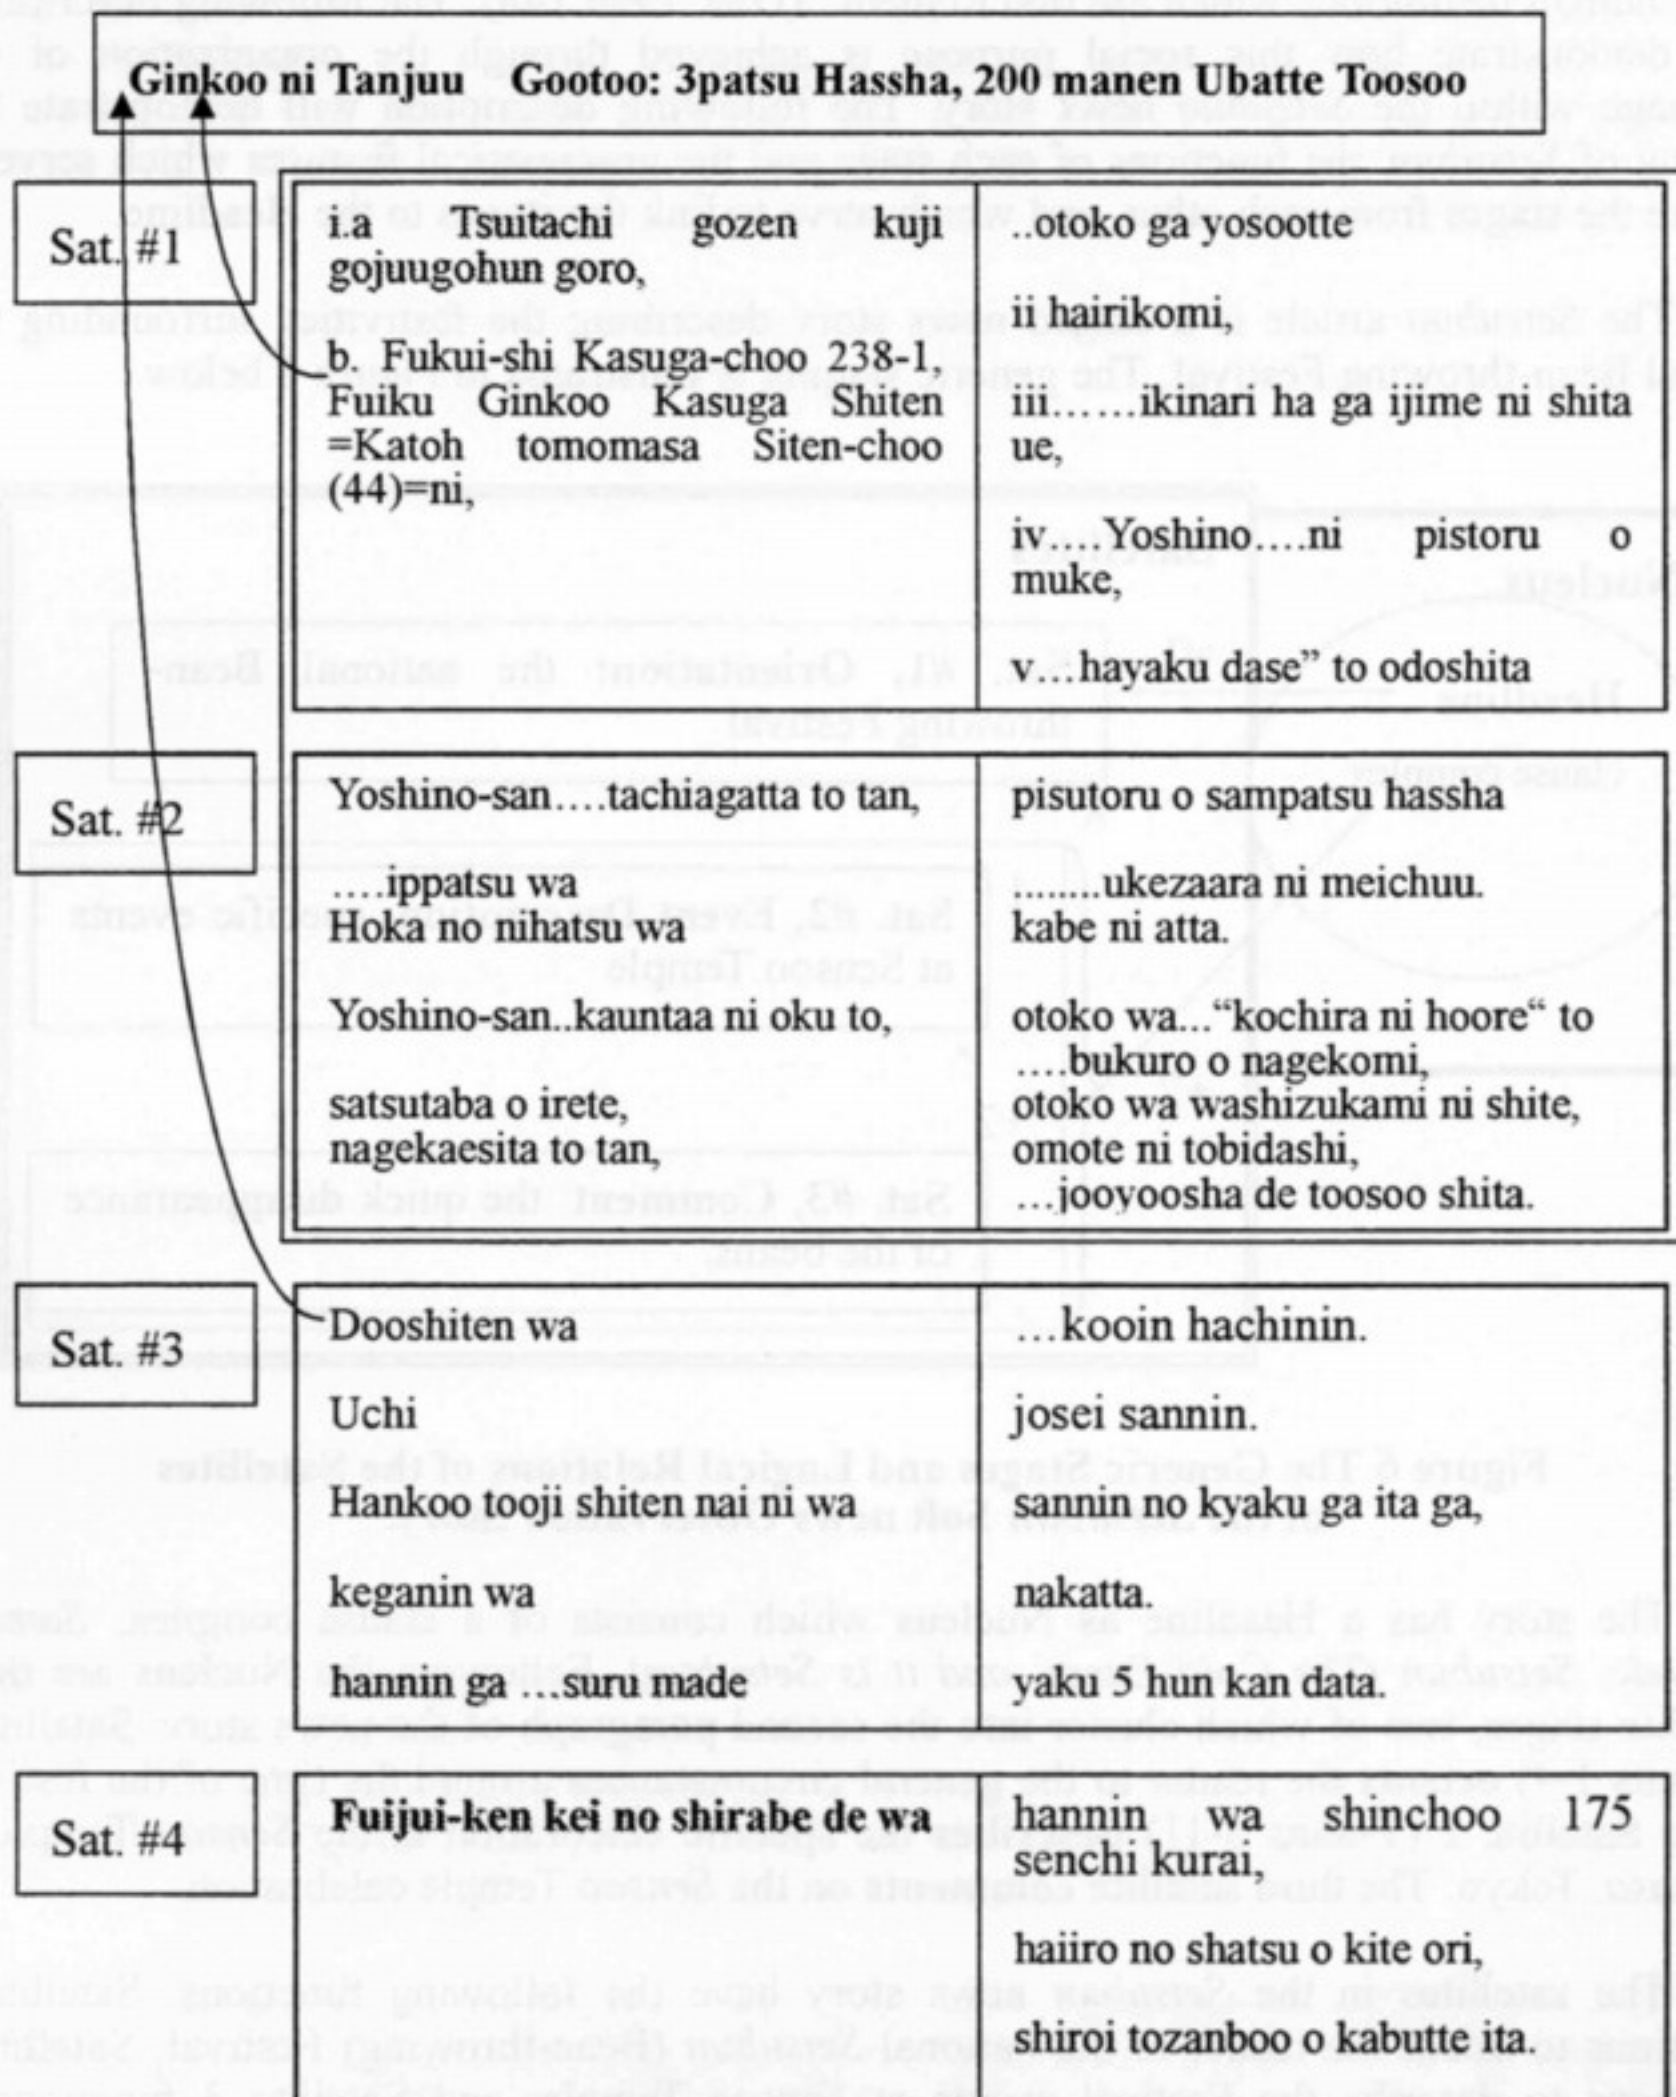 Ginkoo ni Tanjuu Gootoo: 3patsu Hassha, 200 manen Ubatte Toosoo
Sat. #1
i.a Tsuitachi gozen kuji
gojuugohun goro,
b. Fukui-shi Kasuga-choo 238-1,
Fuiku Ginkoo Kasuga Shiten
=Katoh tomomasa Siten-choo
(44)=ni,
..otoko ga yosootte
ii hairikomi,
iii……ikinari ha ga ijime ni shita
ue,
iv.…Yoshino….ni pistoru o
muke,
v…hayaku dase” to odoshita
Sat. #2
Yoshino-san….tachiagatta to tan,
….ippatsu wa
Hoka no nihatsu wa
Yoshino-san..kauntaa ni oku to,
satsutaba o irete,
nagekaesita to tan,
pisutoru o sampatsu hassha
........ukezaara ni meichuu.
kabe ni atta.
otoko wa...“kochira ni hoore“ to
….bukuro o nagekomi,
otoko wa washizukami ni shite,
omote ni tobidashi,
…jooyoosha de toosoo shita.
Sat. #3
Dooshiten wa
Uchi
Hankoo tooji shiten nai ni wa
keganin wa
hannin ga …suru made
…kooin hachinin.
josei sannin.
sannin no kyaku ga ita ga,
nakatta.
yaku 5 hun kan data.
Sat. #4
Fuijui-ken kei no shirabe de wa
hannin wa shinchoo 175
senchi kurai,
haiiro no shatsu o kite ori,
shiroi tozanboo o kabutte ita.